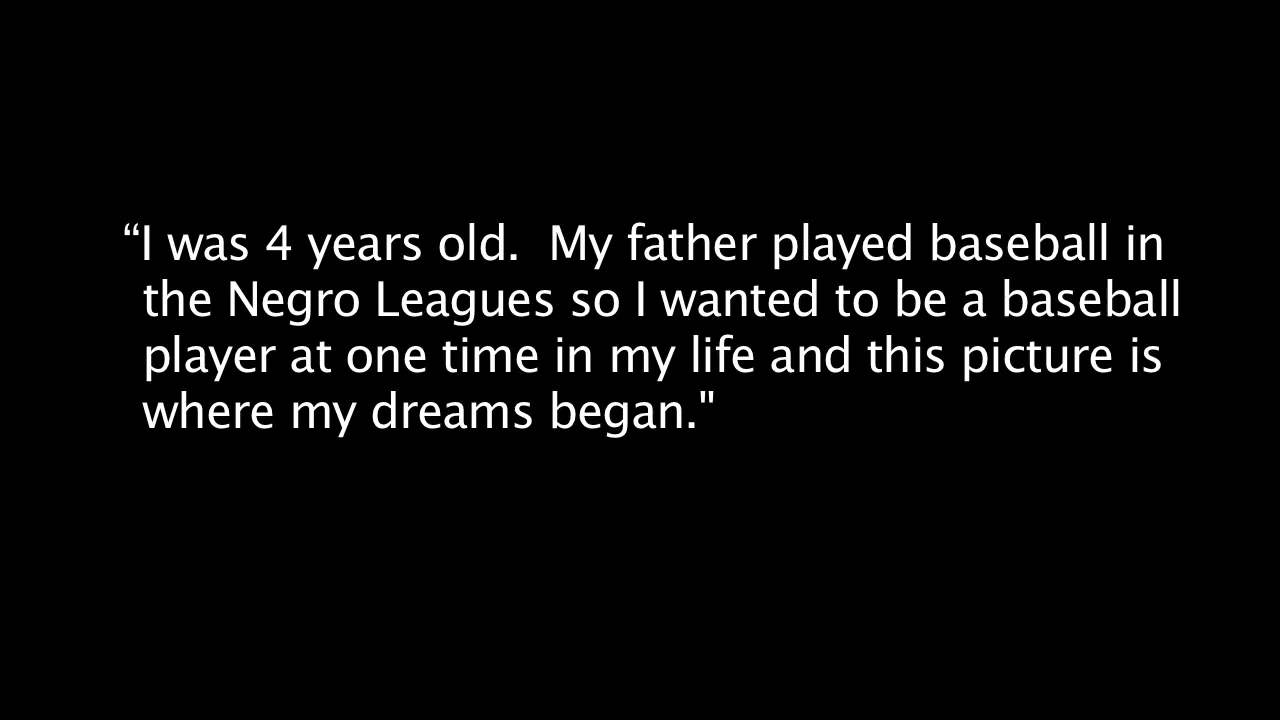 “I was 4 years old.  My father played baseball in
the Negro Leagues so I wanted to be a baseball
player at one time in my life and this picture is
where my dreams began."